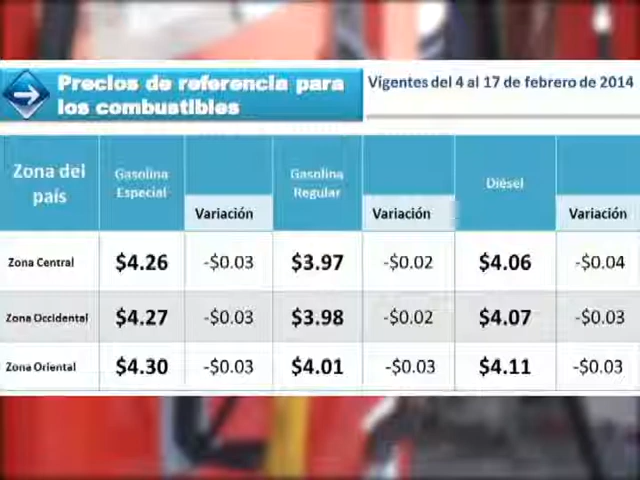 Precios de referencia para
los combustibles
Vigentes del 4 al 17 de febrero de 2014
Zona del
país
Gasolina
Especial
Variación
Gasolina
Regular
Variación
Diésel
Variación
Zona Central $4.26 -$0.03 $3.97 -$0.02 $4.06 -$0.04
Zona Occidental $4.27 -$0.03 $3.98 -$0.02 $4.07 -$0.03
Zona Oriental $4.30 -$0.03 $4.01 -$0.03 $4.11 -$0.03